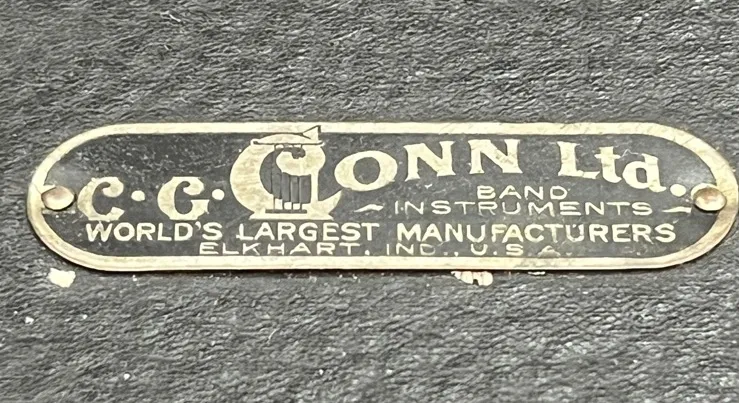 C. G. CONN Ltd.
BAND
INSTRUMENTS
WORLD'S LARGEST MANUFACTURERS
ELKHART, IND., U.S.A.